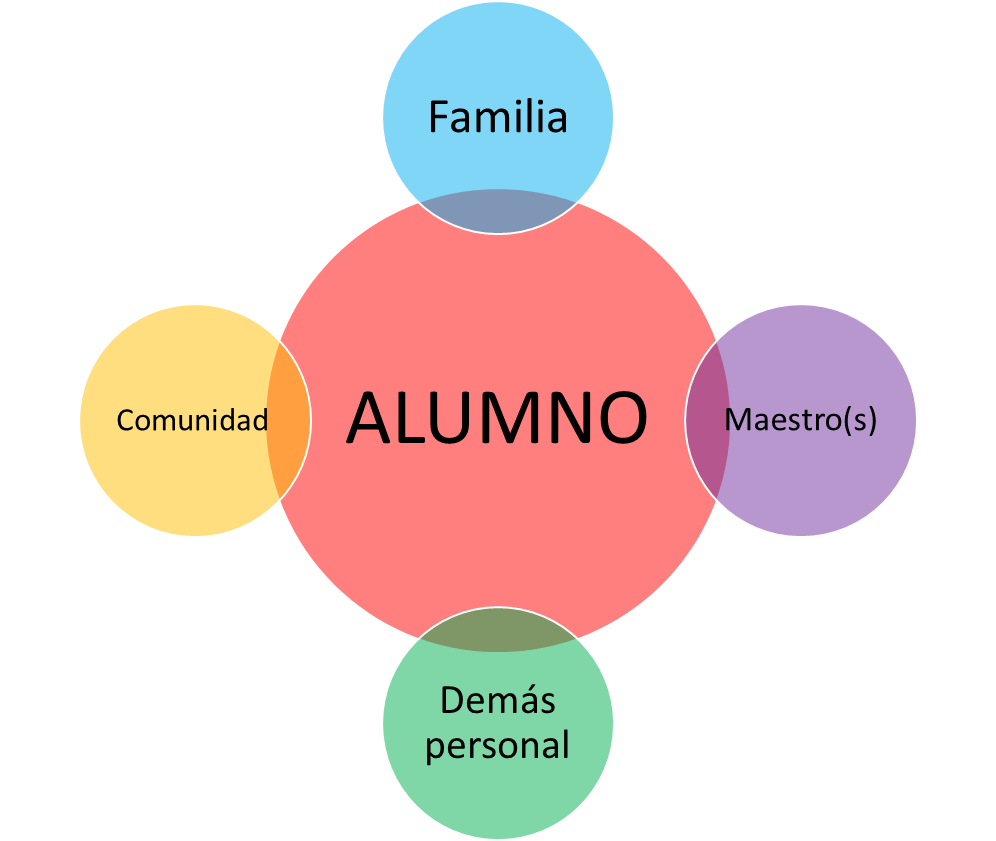 Familia
Comunidad
ALUMNO
Maestro(s)
Demás
personal